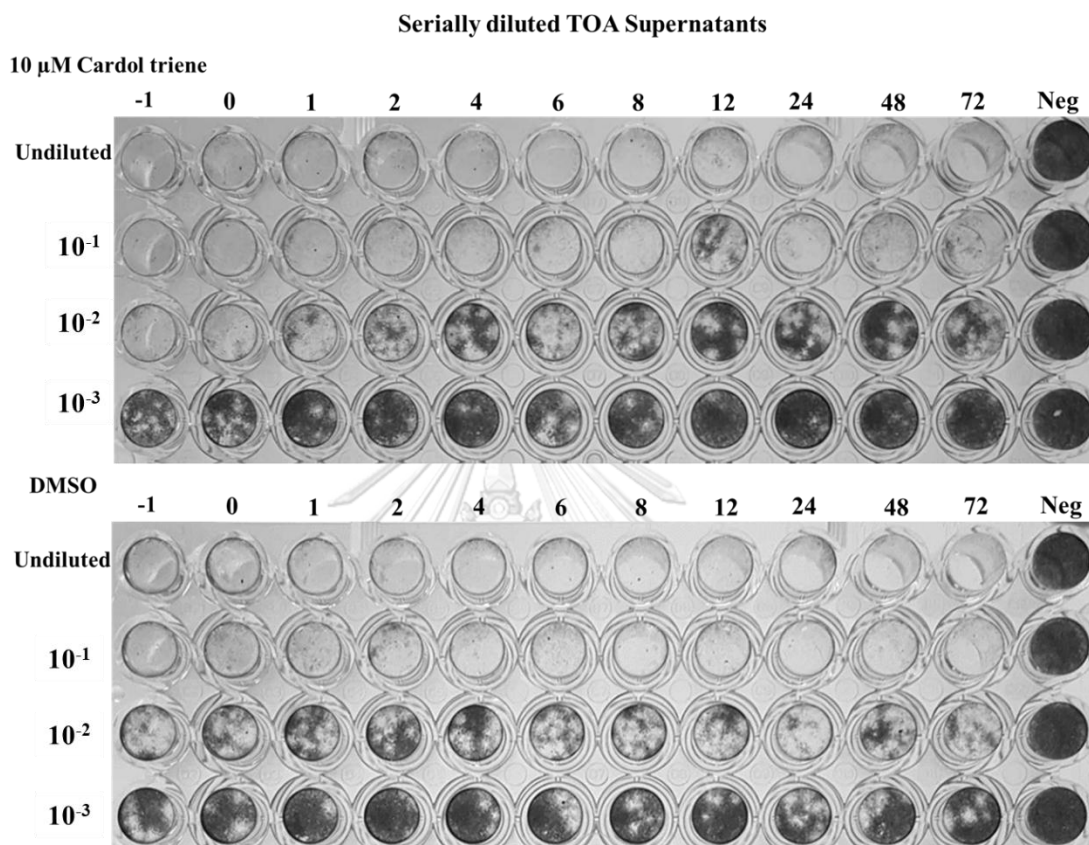 Serially diluted TOA Supernatants
10 µM Cardol triene
-1 0 1 2 4 6 8 12 24 48 72 Neg
Undiluted
10⁻¹
10⁻²
10⁻³
DMSO
-1 0 1 2 4 6 8 12 24 48 72 Neg
Undiluted
10⁻¹
10⁻²
10⁻³